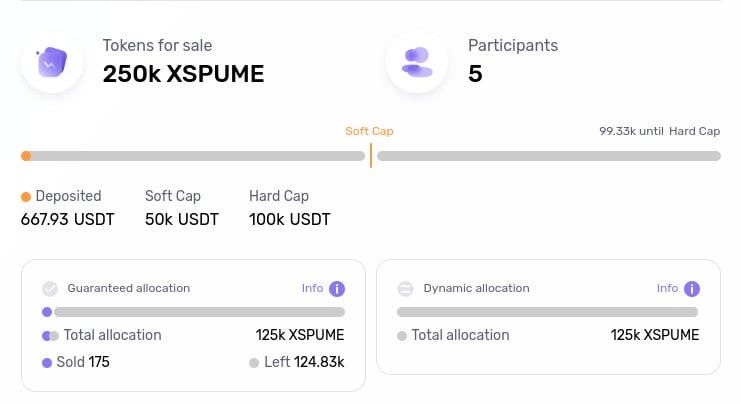 Tokens for sale
250k XSPUME
Participants
5
Soft Cap
99.33k until Hard Cap
Deposited
667.93 USDT
Soft Cap
50k USDT
Hard Cap
100k USDT
Guaranteed allocation
Info
Total allocation
125k XSPUME
Sold 175
Left 124.83k
Dynamic allocation
Info
Total allocation
125k XSPUME